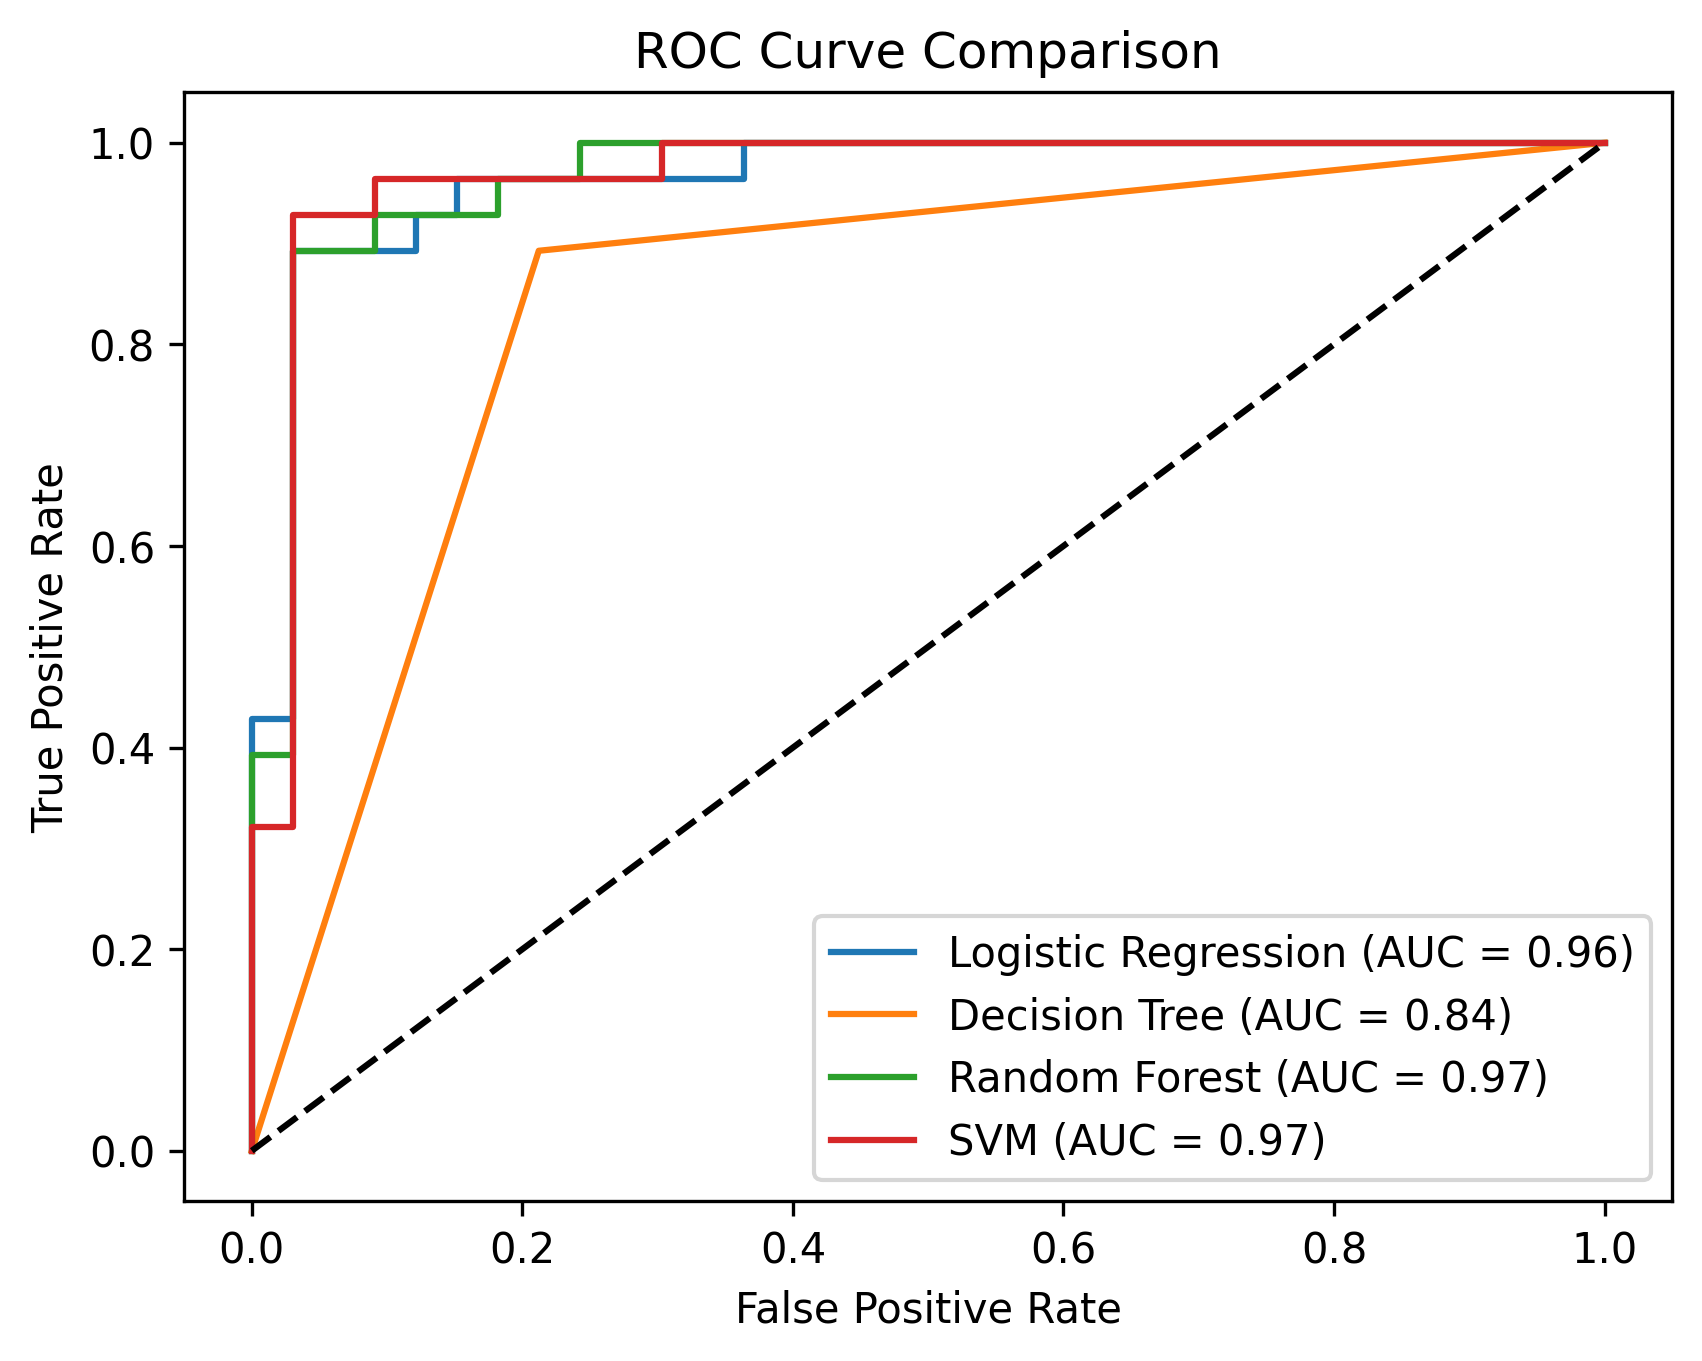 ROC Curve Comparison
True Positive Rate
1.0
0.8
0.6
0.4
0.2
0.0
Logistic Regression (AUC = 0.96)
Decision Tree (AUC = 0.84)
Random Forest (AUC = 0.97)
SVM (AUC = 0.97)
0.0 0.2 0.4 0.6 0.8 1.0
False Positive Rate